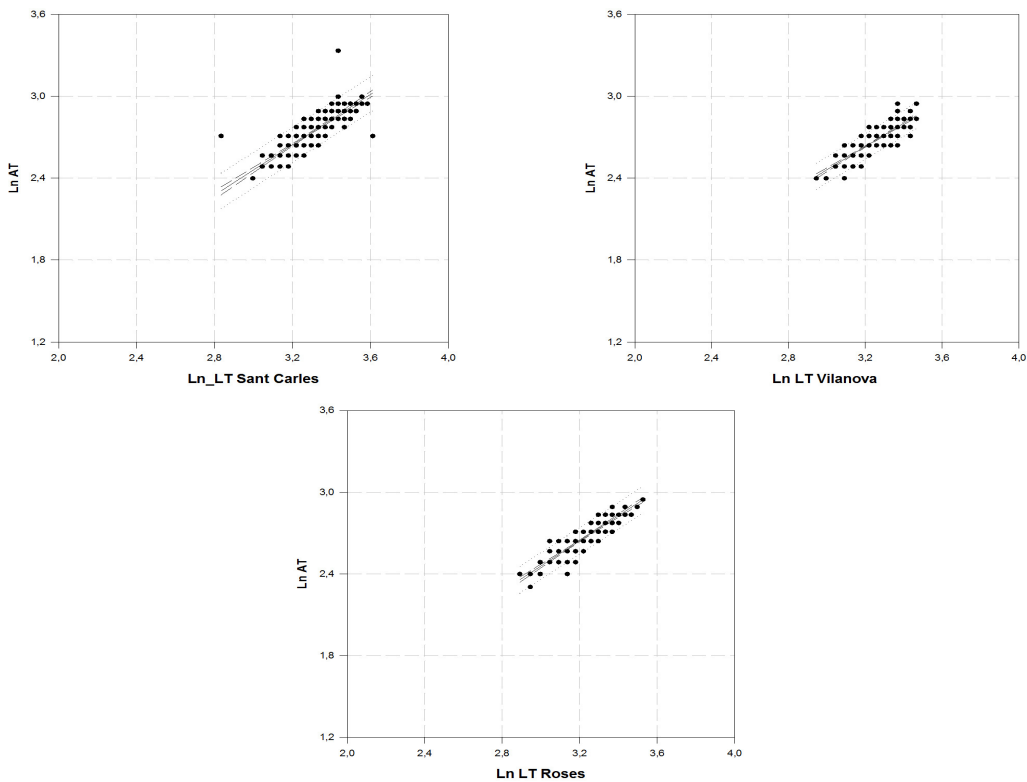 3,6
3,0
2,4
1,8
1,2
Ln AT
2,0 2,4 2,8 3,2 3,6 4,0
Ln_LT Sant Carles
3,6
3,0
2,4
1,8
1,2
Ln AT
2,0 2,4 2,8 3,2 3,6 4,0
Ln LT Vilanova
3,6
3,0
2,4
1,8
1,2
Ln AT
2,0 2,4 2,8 3,2 3,6 4,0
Ln LT Roses